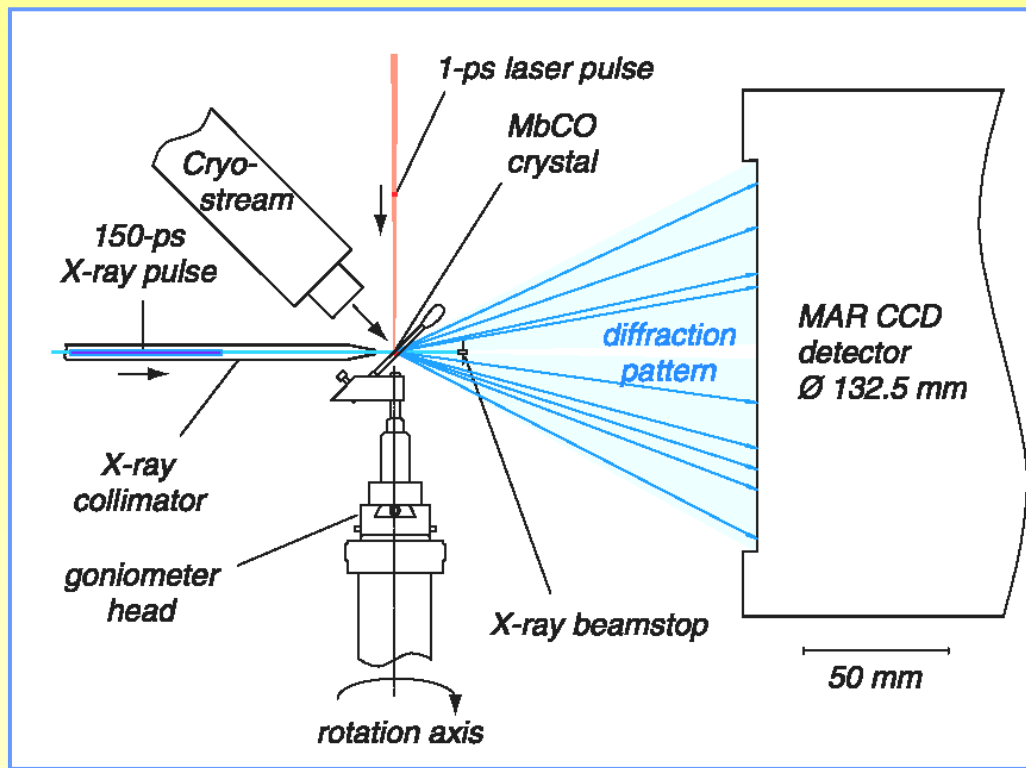 1-ps laser pulse
MbCO
crystal
Cryo-
stream
150-ps
X-ray pulse
diffraction
pattern
MAR CCD
detector
Ø 132.5 mm
X-ray
collimator
goniometer
head
X-ray beamstop
50 mm
rotation axis